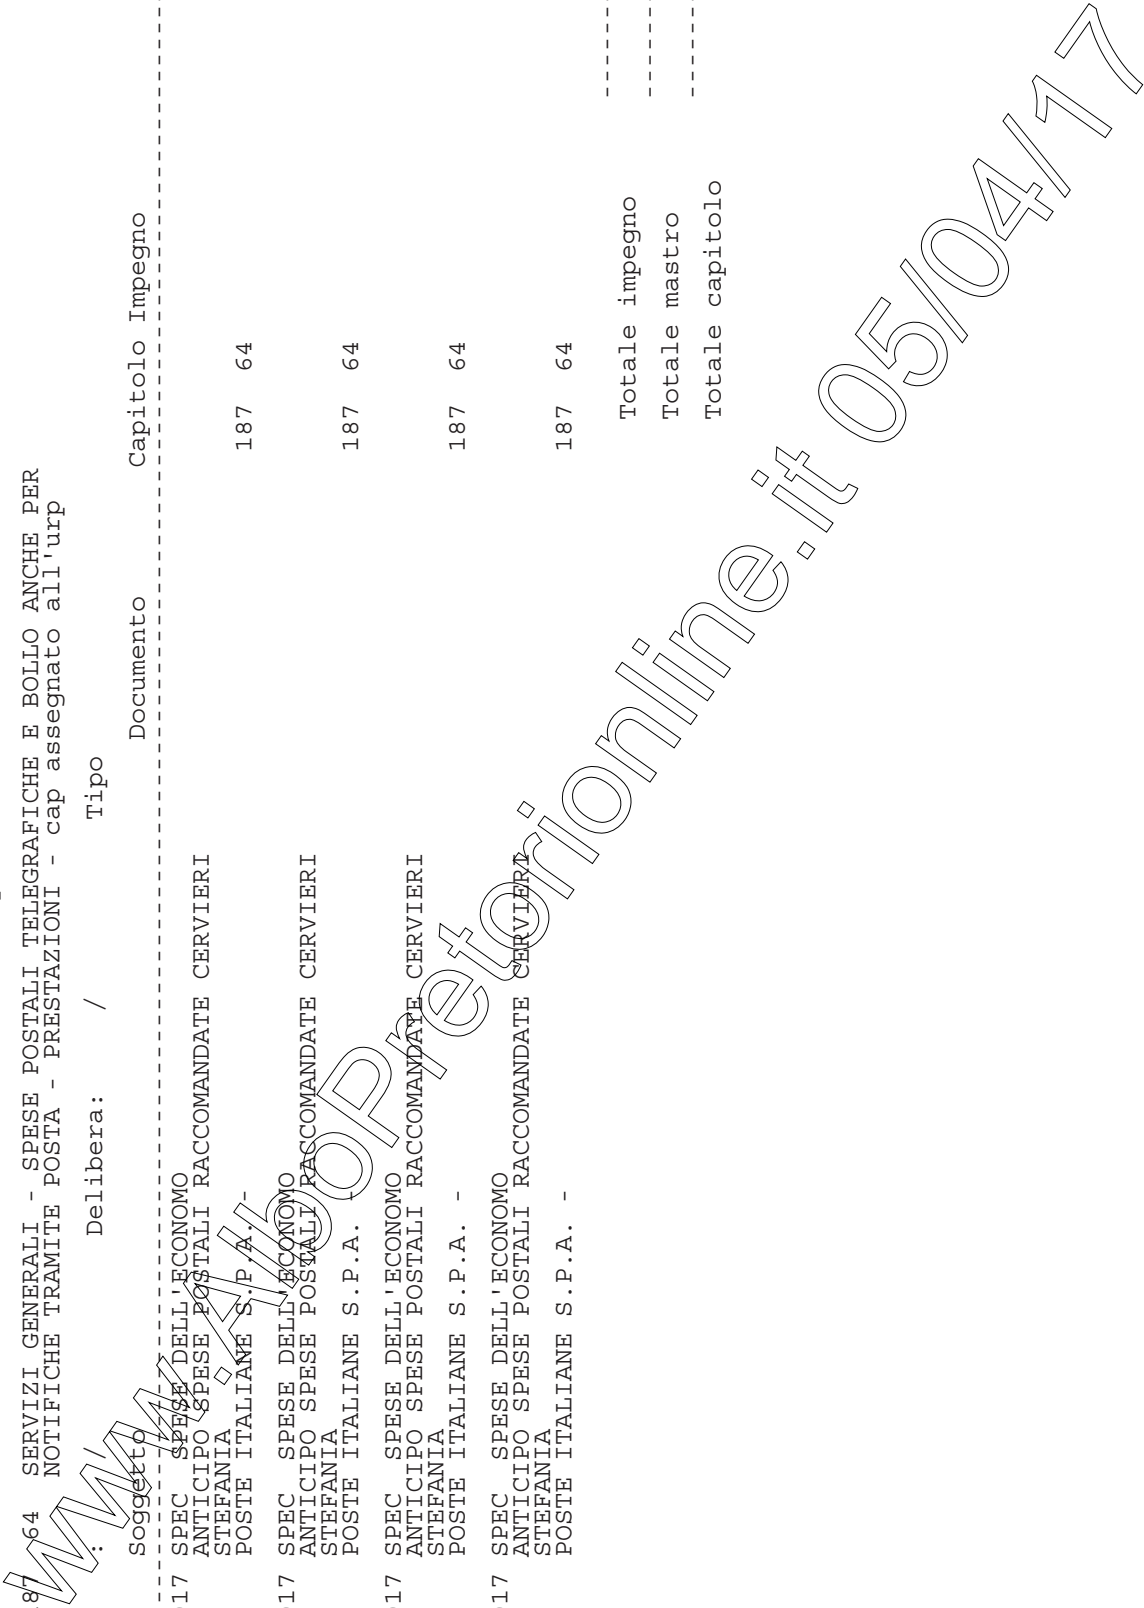 187 64 SERVIZI GENERALI - SPESE POSTALI TELEGRAFICHE E BOLLO ANCHE PER
NOTIFICHE TRAMITE POSTA - PRESTAZIONI - cap assegnato all'urp
: / Delibera: / Tipo
Soggetto Documento Capitolo Impegno
17 SPEC SPESE DELL'ECONOMO
ANTICIPO SPESE POSTALI RACCOMANDATE CERVIERI
STEFANIA
POSTE ITALIANE S.P.A. - 187 64
17 SPEC SPESE DELL'ECONOMO
ANTICIPO SPESE POSTALI RACCOMANDATE CERVIERI
STEFANIA
POSTE ITALIANE S.P.A. - 187 64
17 SPEC SPESE DELL'ECONOMO
ANTICIPO SPESE POSTALI RACCOMANDATE CERVIERI
STEFANIA
POSTE ITALIANE S.P.A. - 187 64
17 SPEC SPESE DELL'ECONOMO
ANTICIPO SPESE POSTALI RACCOMANDATE CERVIERI
STEFANIA
POSTE ITALIANE S.P.A. - 187 64
Totale impegno
Totale mastro
Totale capitolo
www.AlboPretorionline.it 05/04/17